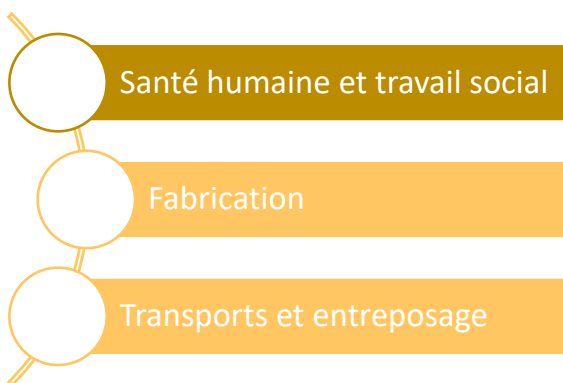 Santé humaine et travail social
Fabrication
Transports et entreposage